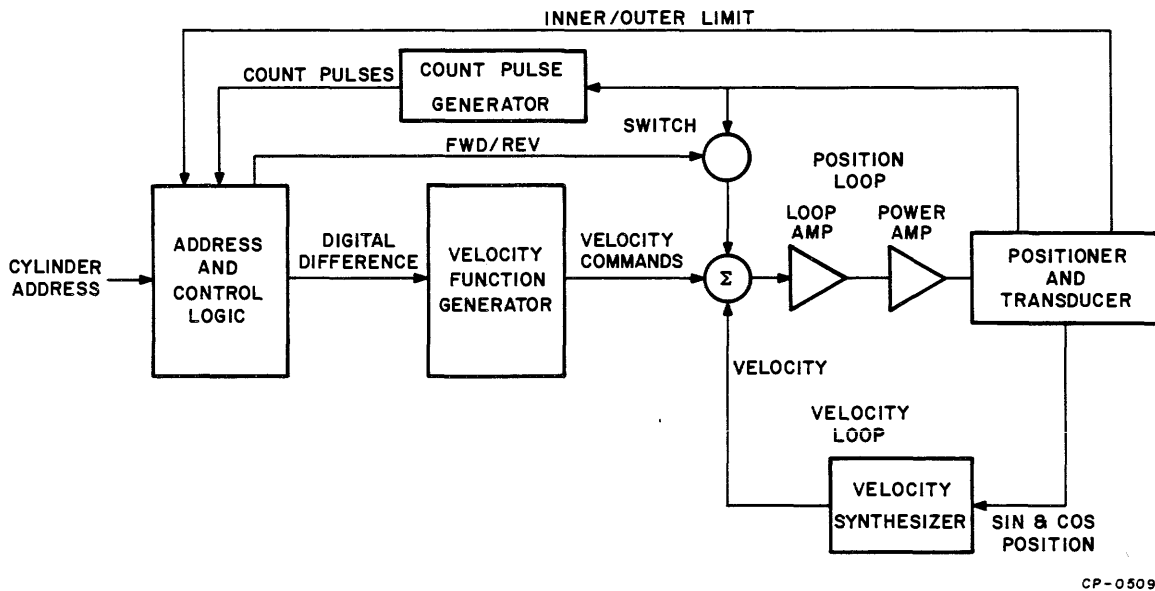 INNER/OUTER LIMIT
COUNT PULSES
COUNT PULSE
GENERATOR
SWITCH
FWD/REV
POSITION
LOOP
LOOP
AMP
POWER
AMP
CYLINDER
ADDRESS
ADDRESS
AND
CONTROL
LOGIC
DIGITAL
DIFFERENCE
VELOCITY
FUNCTION
GENERATOR
VELOCITY
COMMANDS
Σ
POSITIONER
AND
TRANSDUCER
VELOCITY
VELOCITY
LOOP
VELOCITY
SYNTHESIZER
SIN & COS
POSITION
CP-0509